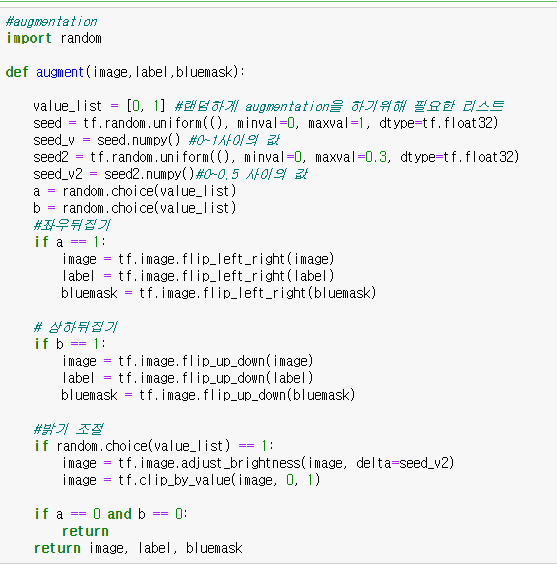 #augmentation
import random
def augment(image,label,bluemask):
value_list = [0, 1] #랜덤하게 augmentation을 하기위해 필요한 리스트
seed = tf.random.uniform((), minval=0, maxval=1, dtype=tf.float32)
seed_v = seed.numpy() #0~1사이의 값
seed2 = tf.random.uniform((), minval=0, maxval=0.3, dtype=tf.float32)
seed_v2 = seed2.numpy()#0~0.5 사이의 값
a = random.choice(value_list)
b = random.choice(value_list)
#좌우뒤집기
if a == 1:
image = tf.image.flip_left_right(image)
label = tf.image.flip_left_right(label)
bluemask = tf.image.flip_left_right(bluemask)
# 상하뒤집기
if b == 1:
image = tf.image.flip_up_down(image)
label = tf.image.flip_up_down(label)
bluemask = tf.image.flip_up_down(bluemask)
#밝기 조절
if random.choice(value_list) == 1:
image = tf.image.adjust_brightness(image, delta=seed_v2)
image = tf.clip_by_value(image, 0, 1)
if a == 0 and b == 0:
return
return image, label, bluemask